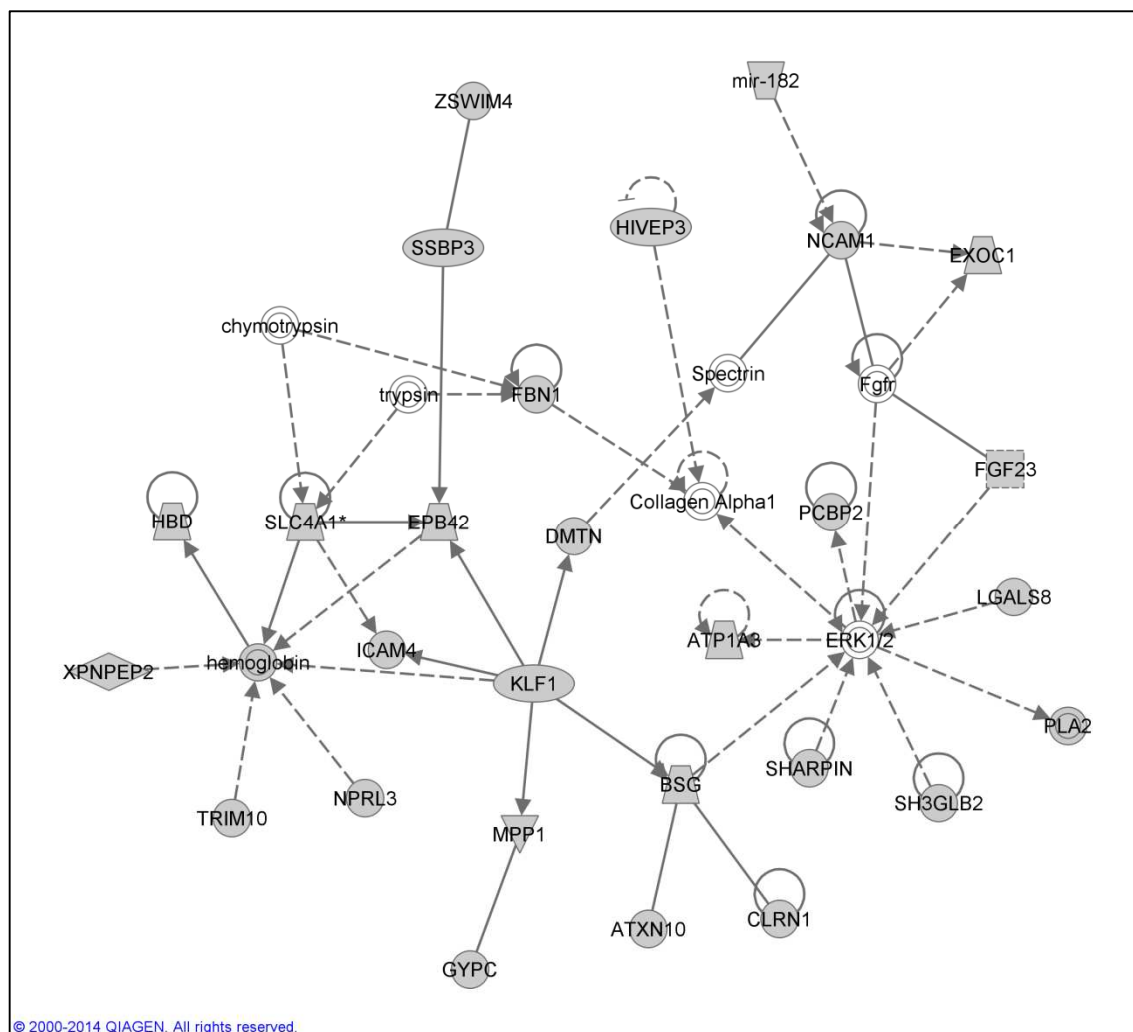 mir-182
ZSWIM4
HIVEP3
NCAM1
SSBP3
EXOC1
chymotrypsin
Spectrin
Fgfr
trypsin
FBN1
FGF23
Collagen Alpha1
PCBP2
HBD
SLC4A1*
EPB42
DMTN
LGALS8
ATP1A3
ERK1/2
ICAM4
hemoglobin
XPNPEP2
KLF1
PLA2
SHARPIN
BSG
NPRL3
SH3GLB2
TRIM10
MPP1
CLRN1
ATXN10
GYPC
© 2000-2014 QIAGEN. All rights reserved.